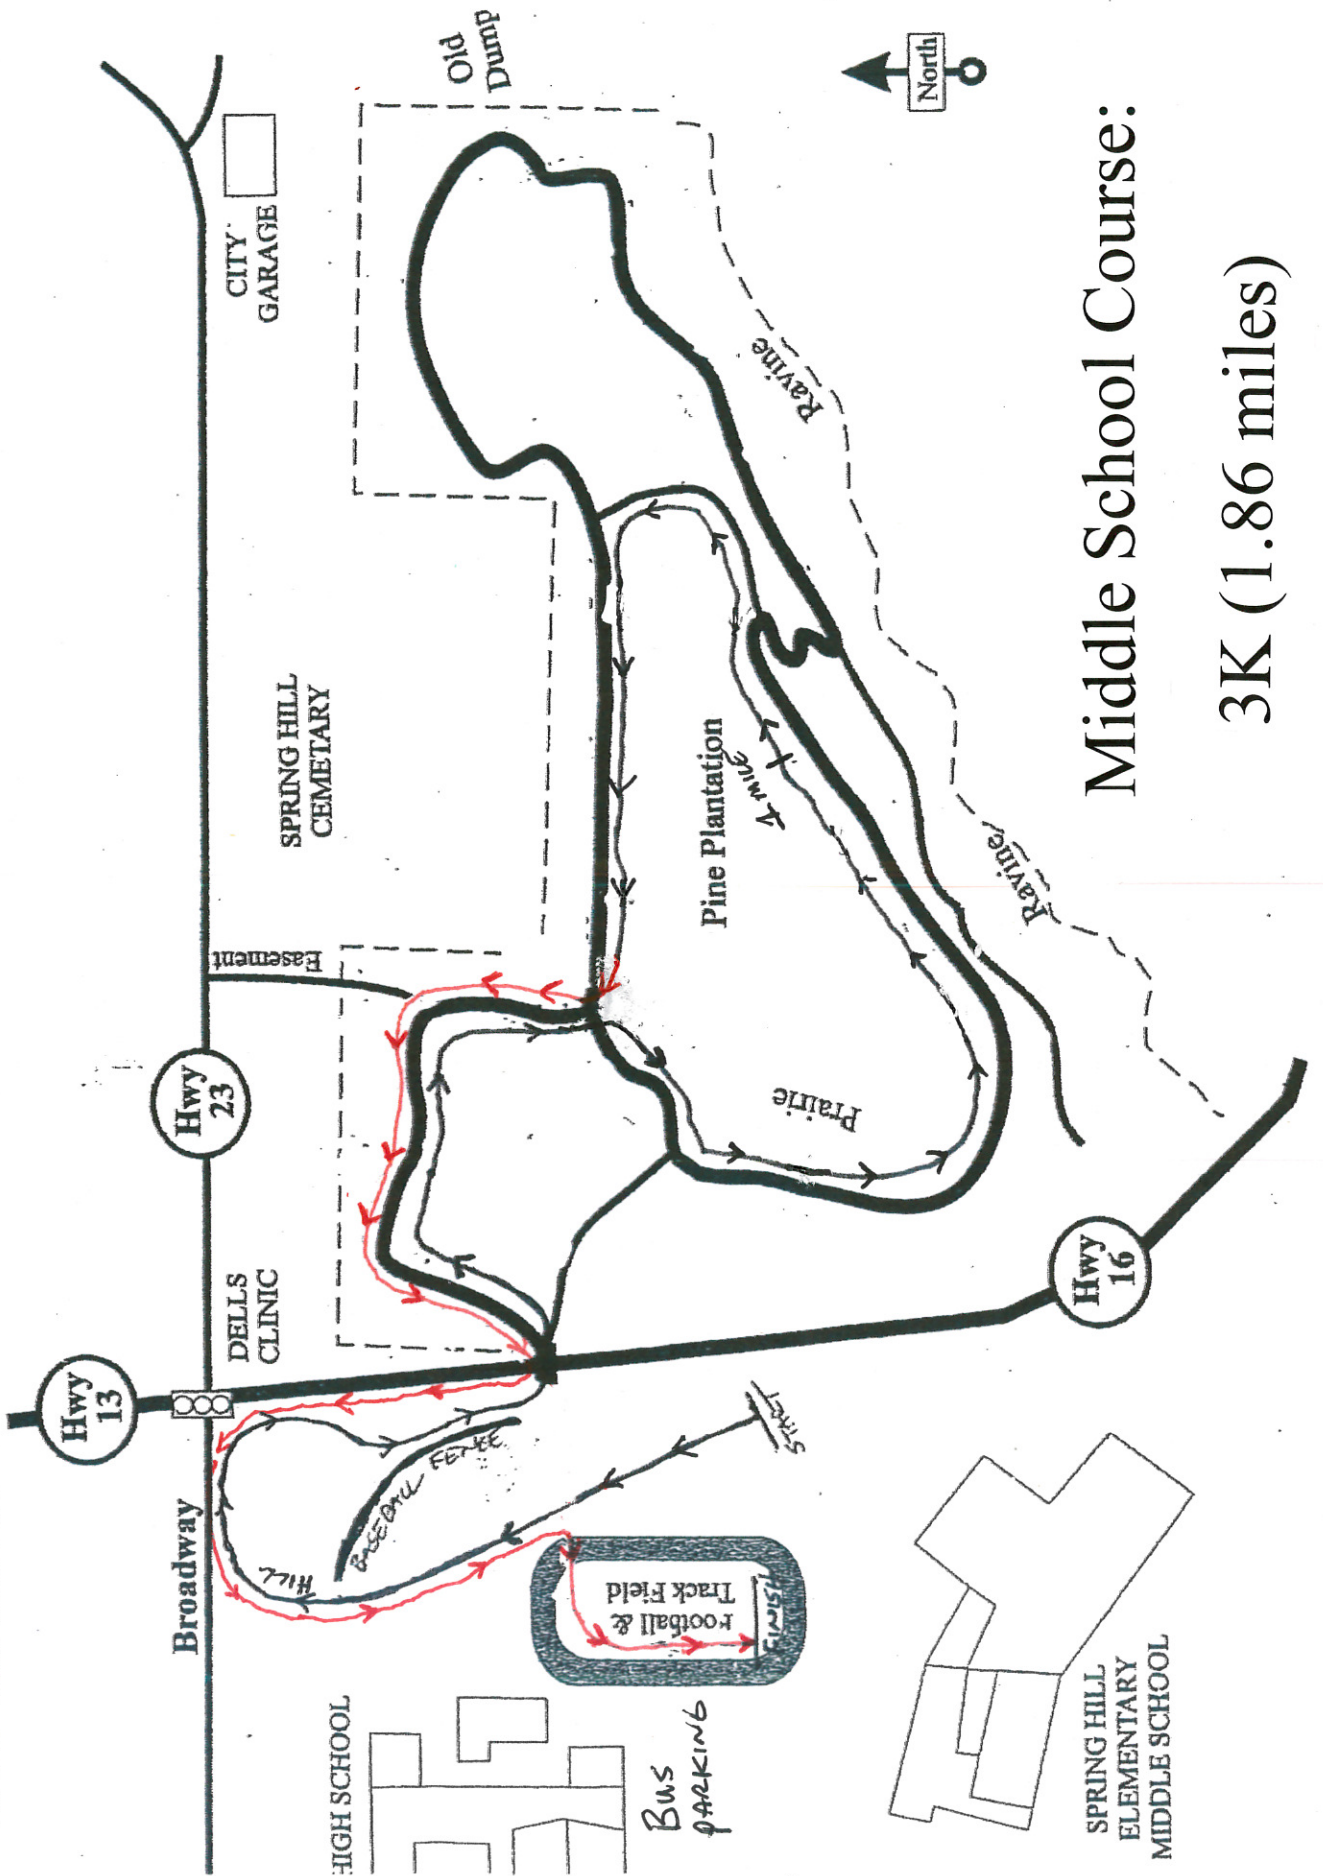 Old
Dump
North
CITY
GARAGE
Hwy
13
Broadway
Hwy
23
DELLS
CLINIC
Easement
SPRING HILL
CEMETARY
HILL
BASEBALL FENCE
START
Football &
Track Field
FINISH
HIGH SCHOOL
BUS
PARKING
SPRING HILL
ELEMENTARY
MIDDLE SCHOOL
Prairie
Pine Plantation
1 MILE
Ravine
Ravine
Hwy
16
Middle School Course:
3K (1.86 miles)